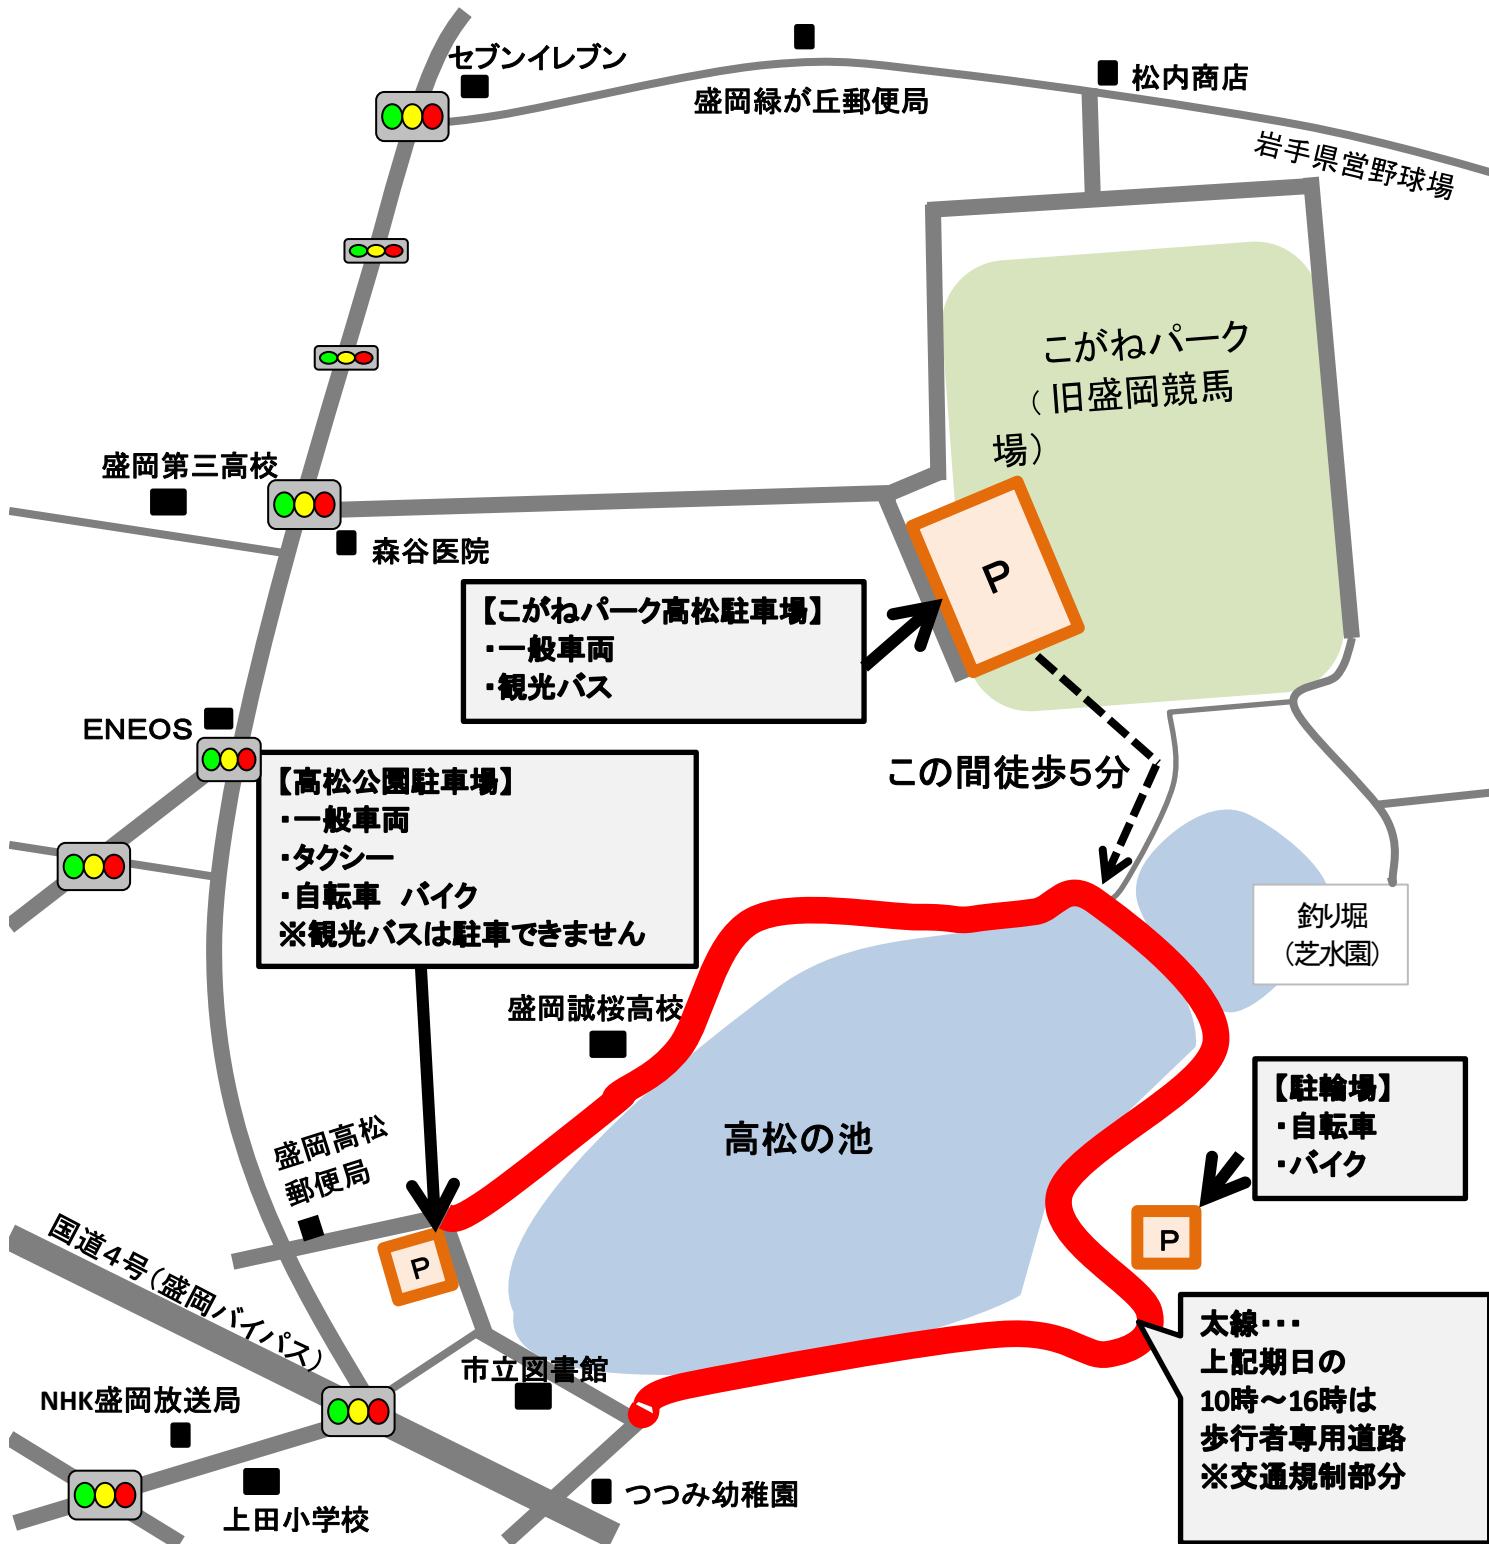 セブンイレブン
盛岡緑が丘郵便局
松内商店
岩手県営野球場
こがねパーク
（旧盛岡競馬
場）
盛岡第三高校
森谷医院
P
【こがねパーク高松駐車場】
・一般車両
・観光バス
ENEOS
この間徒歩5分
【高松公園駐車場】
・一般車両
・タクシー
・自転車　バイク
※観光バスは駐車できません
釣り堀
（芝水園）
盛岡誠桜高校
高松の池
【駐輪場】
・自転車
・バイク
盛岡高松
郵便局
P
P
国道4号（盛岡バイパス）
市立図書館
太線・・・
上記期日の
10時～16時は
歩行者専用道路
※交通規制部分
NHK盛岡放送局
つつみ幼稚園
上田小学校